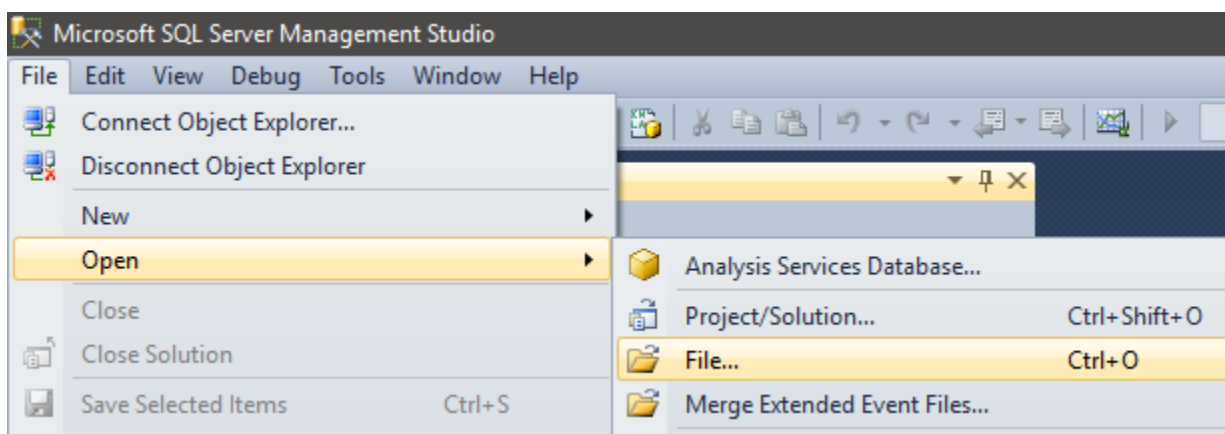 Microsoft SQL Server Management Studio
File Edit View Debug Tools Window Help
Connect Object Explorer...
Disconnect Object Explorer
New
Open
Analysis Services Database...
Close
Project/Solution... Ctrl+Shift+O
Close Solution
File... Ctrl+O
Save Selected Items Ctrl+S
Merge Extended Event Files...